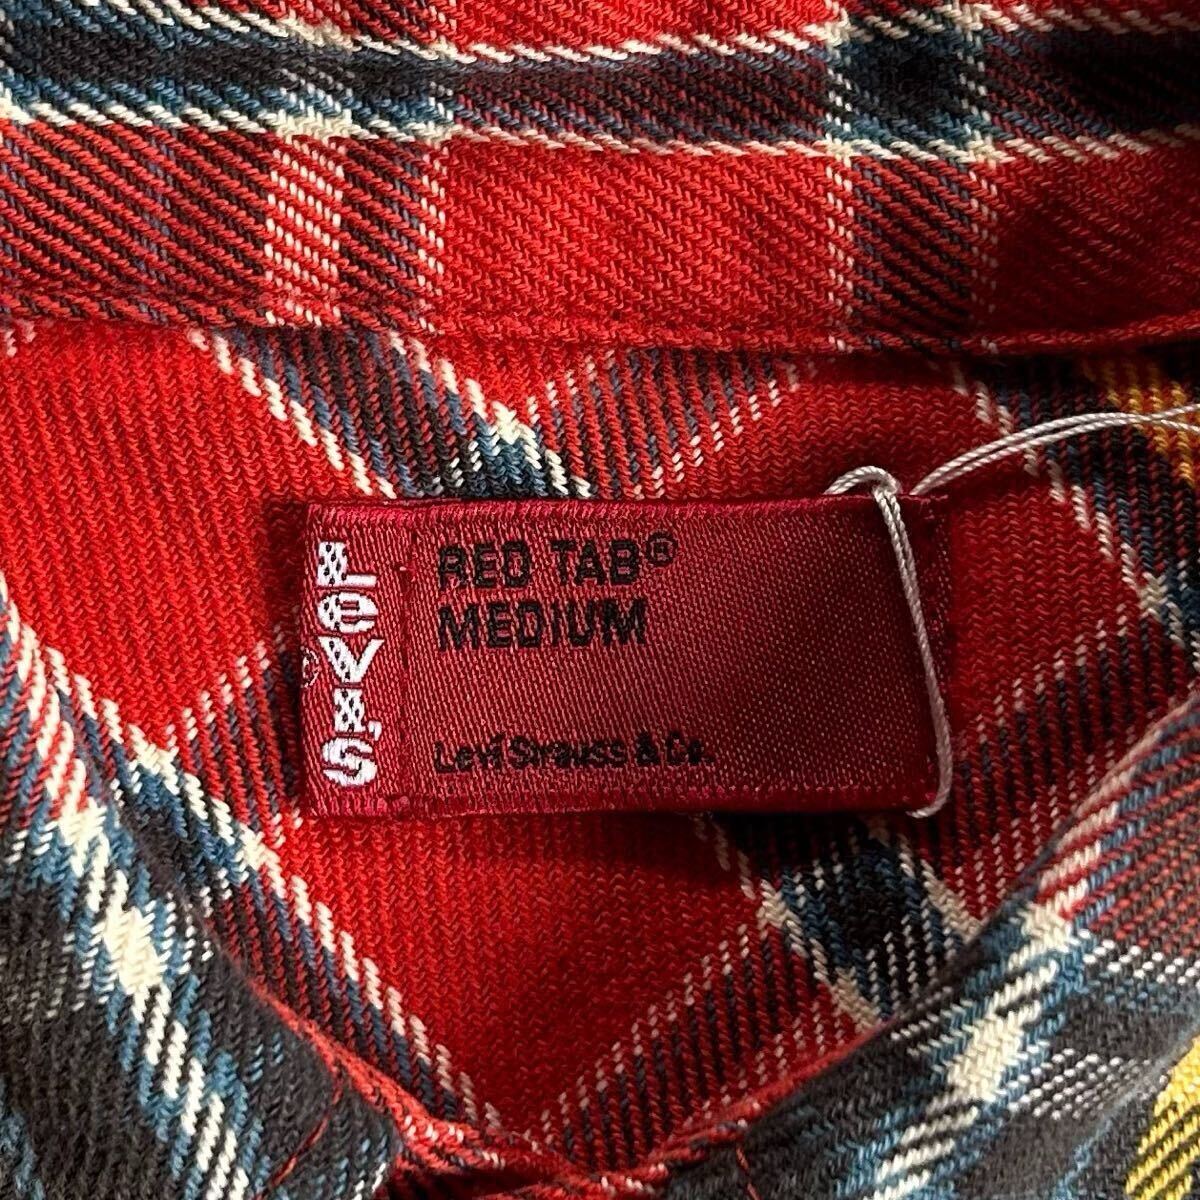 LEVI'S®
RED TAB®
MEDIUM
Levi Strauss & Co.